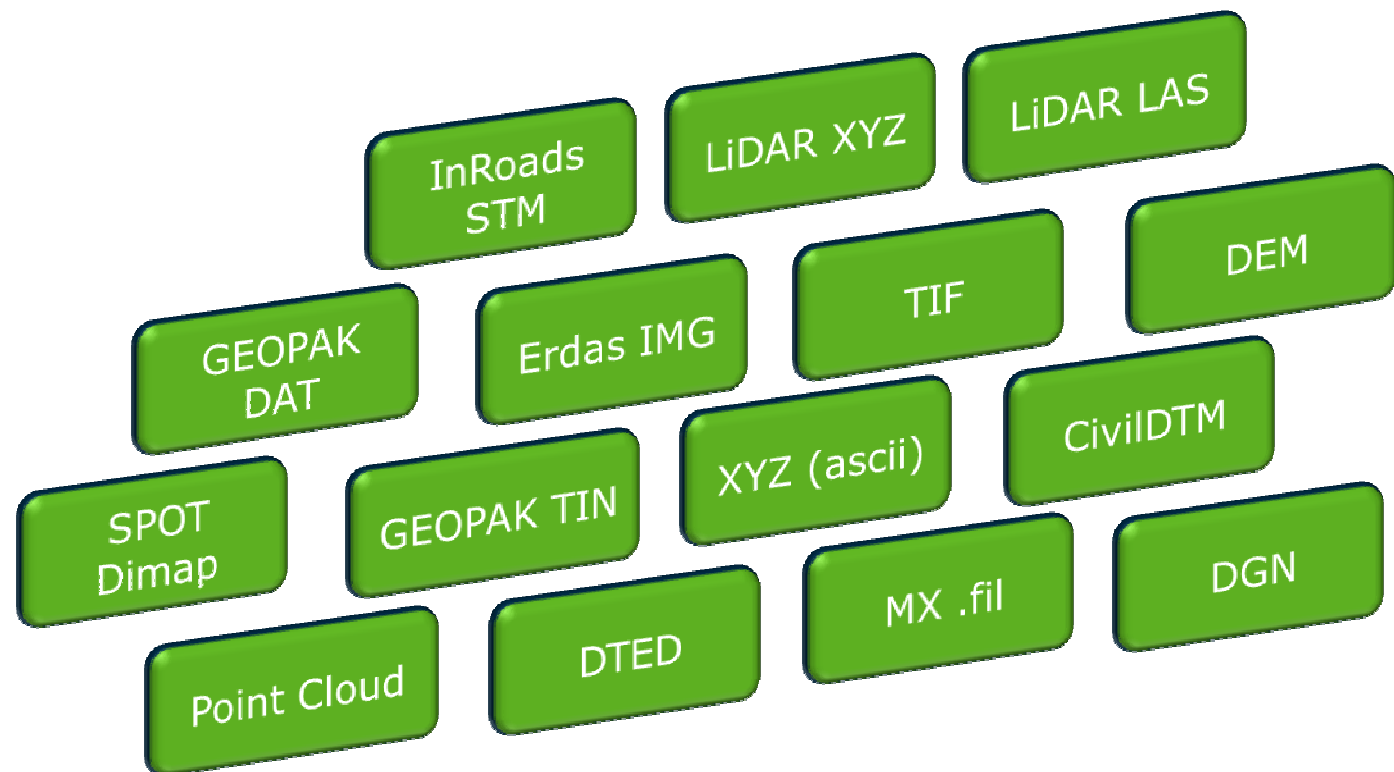 InRoads
STM
LiDAR XYZ
LiDAR LAS
GEOPAK
DAT
Erdas IMG
TIF
DEM
SPOT
Dimap
GEOPAK TIN
XYZ (ascii)
CivilDTM
Point Cloud
DTED
MX .fil
DGN